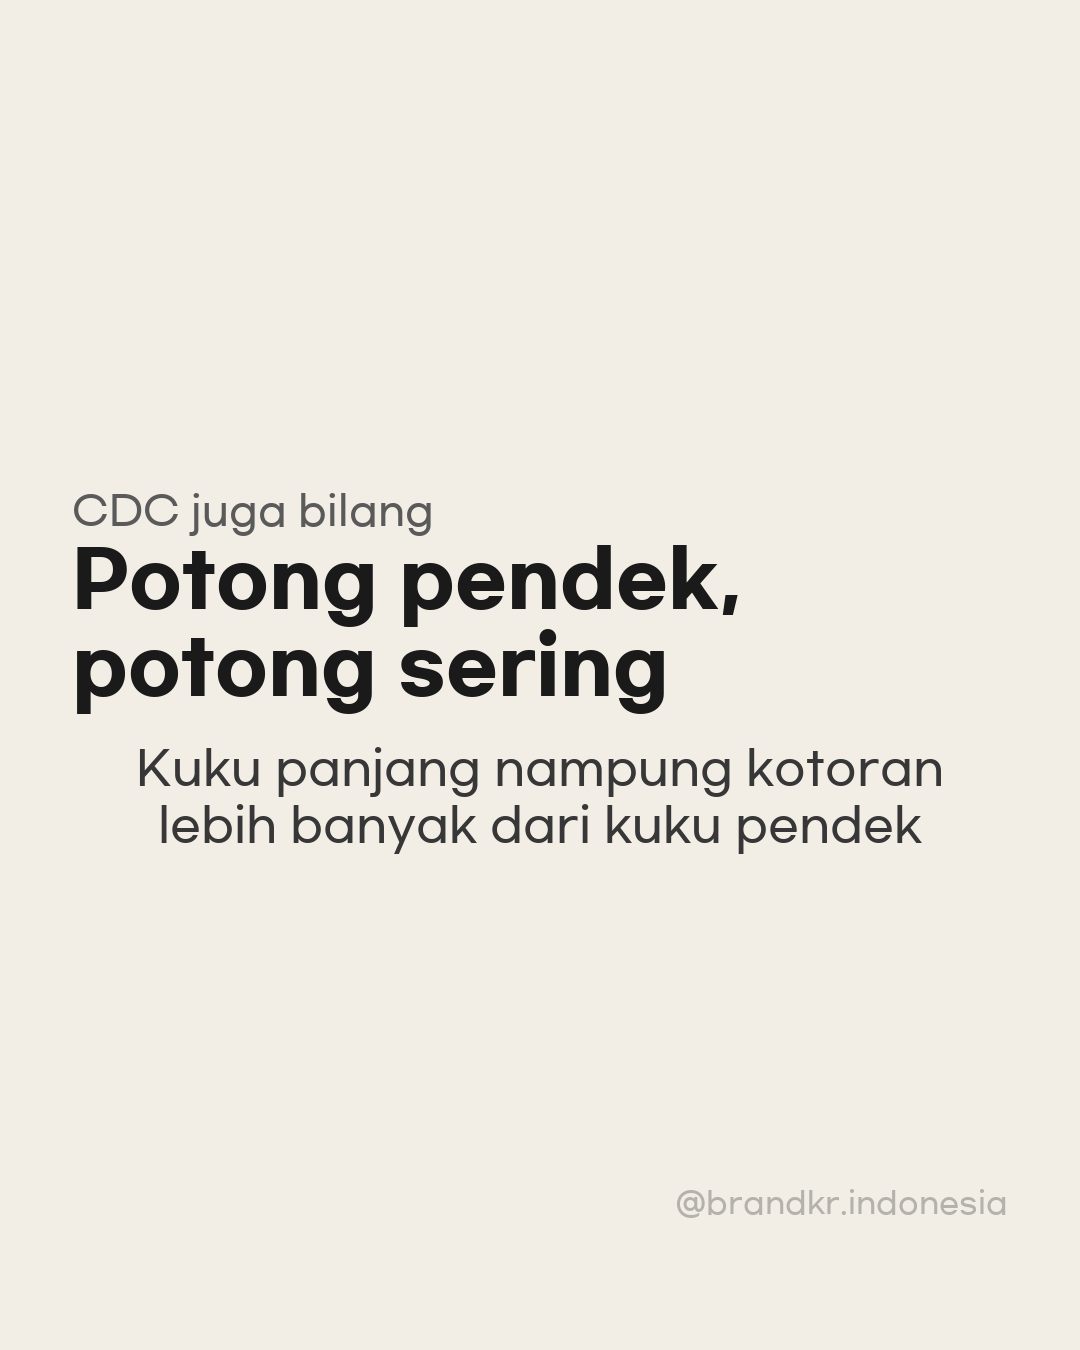 CDC juga bilang
Potong pendek,
potong sering
Kuku panjang nampung kotoran
lebih banyak dari kuku pendek
@brandkr.indonesia